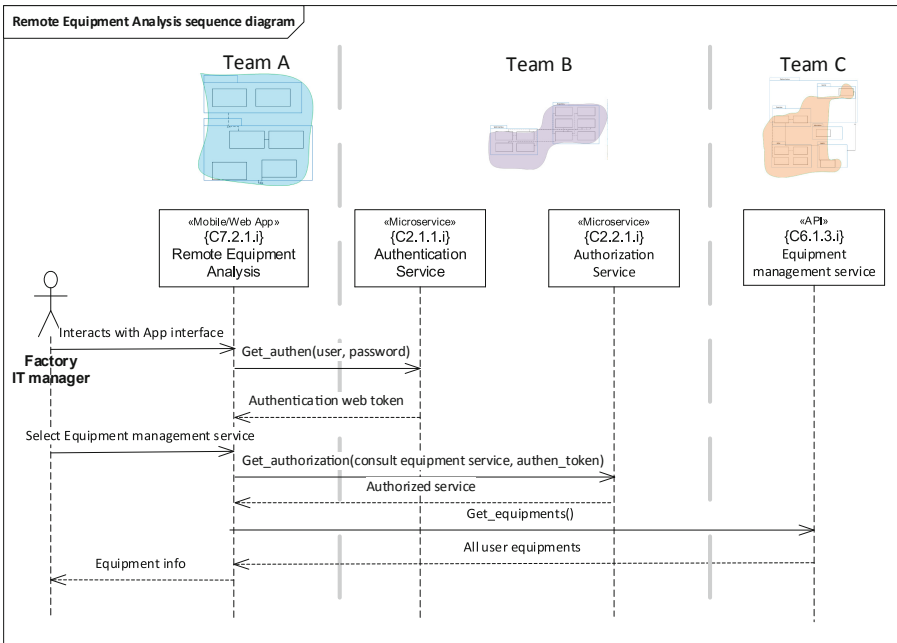 Remote Equipment Analysis sequence diagram
Team A
Team B
Team C
«Mobile/Web App»
{C7.2.1.i}
Remote Equipment
Analysis
«Microservice»
{C2.1.1.i}
Authentication
Service
«Microservice»
{C2.2.1.i}
Authorization
Service
«API»
{C6.1.3.i}
Equipment
management service
Interacts with App interface
Factory
IT manager
Get_authen(user, password)
Authentication web token
Select Equipment management service
Get_authorization(consult equipment service, authen_token)
Authorized service
Get_equipments()
All user equipments
Equipment info